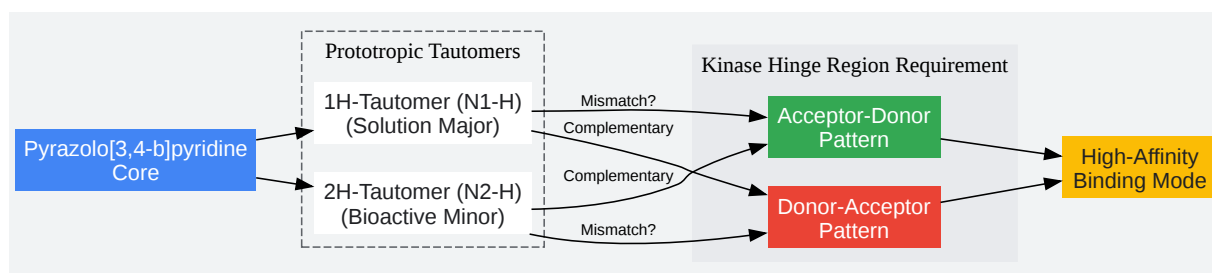 Prototropic Tautomers
Kinase Hinge Region Requirement
Pyrazolo[3,4-b]pyridine
Core
1H-Tautomer (N1-H)
(Solution Major)
2H-Tautomer (N2-H)
(Bioactive Minor)
Mismatch?
Complementary
Complementary
Mismatch?
Acceptor-Donor
Pattern
Donor-Acceptor
Pattern
High-Affinity
Binding Mode